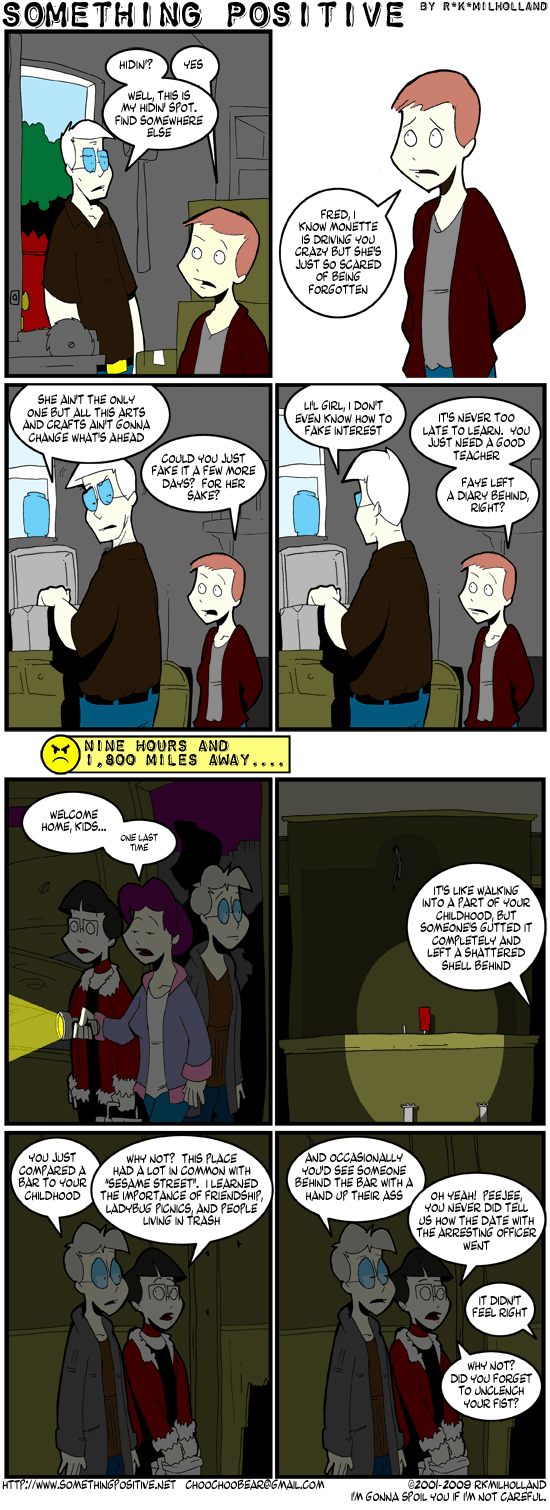 SOMETHING POSITIVE BY R*K*MILHOLLAND
HIDIN'?
YES
WELL, THIS IS
MY HIDIN' SPOT.
FIND SOMEWHERE
ELSE
FRED, I
KNOW MONETTE
IS DRIVING YOU
CRAZY BUT SHE'S
JUST SO SCARED
OF BEING
FORGOTTEN
SHE AIN'T THE ONLY
ONE BUT ALL THIS ARTS
AND CRAFTS AIN'T GONNA
CHANGE WHAT'S AHEAD
COULD YOU JUST
FAKE IT A FEW MORE
DAYS? FOR HER
SAKE?
LI'L GIRL, I DON'T
EVEN KNOW HOW TO
FAKE INTEREST
IT'S NEVER TOO
LATE TO LEARN. YOU
JUST NEED A GOOD
TEACHER
FAYE LEFT
A DIARY BEHIND,
RIGHT?
NINE HOURS AND
1,800 MILES AWAY....
WELCOME
HOME, KIDS...
ONE LAST
TIME
IT'S LIKE WALKING
INTO A PART OF YOUR
CHILDHOOD, BUT
SOMEONE'S GUTTED IT
COMPLETELY AND
LEFT A SHATTERED
SHELL BEHIND
YOU JUST
COMPARED A
BAR TO YOUR
CHILDHOOD
WHY NOT? THIS PLACE
HAD A LOT IN COMMON WITH
"SESAME STREET". I LEARNED
THE IMPORTANCE OF FRIENDSHIP,
LADYBUG PICNICS, AND PEOPLE
LIVING IN TRASH
AND OCCASIONALLY
YOU'D SEE SOMEONE
BEHIND THE BAR WITH A
HAND UP THEIR ASS
OH YEAH! PEEJEE,
YOU NEVER DID TELL
US HOW THE DATE WITH
THE ARRESTING OFFICER
WENT
IT DIDN'T
FEEL RIGHT
WHY NOT?
DID YOU FORGET
TO UNCLENCH
YOUR FIST?
HTTP://WWW.SOMETHINGPOSITIVE.NET CHOOCHOOBEAR@GMAIL.COM
©2001-2009 RKMILHOLLAND
I'M GONNA SPOIL YOU IF I'M NOT CAREFUL.